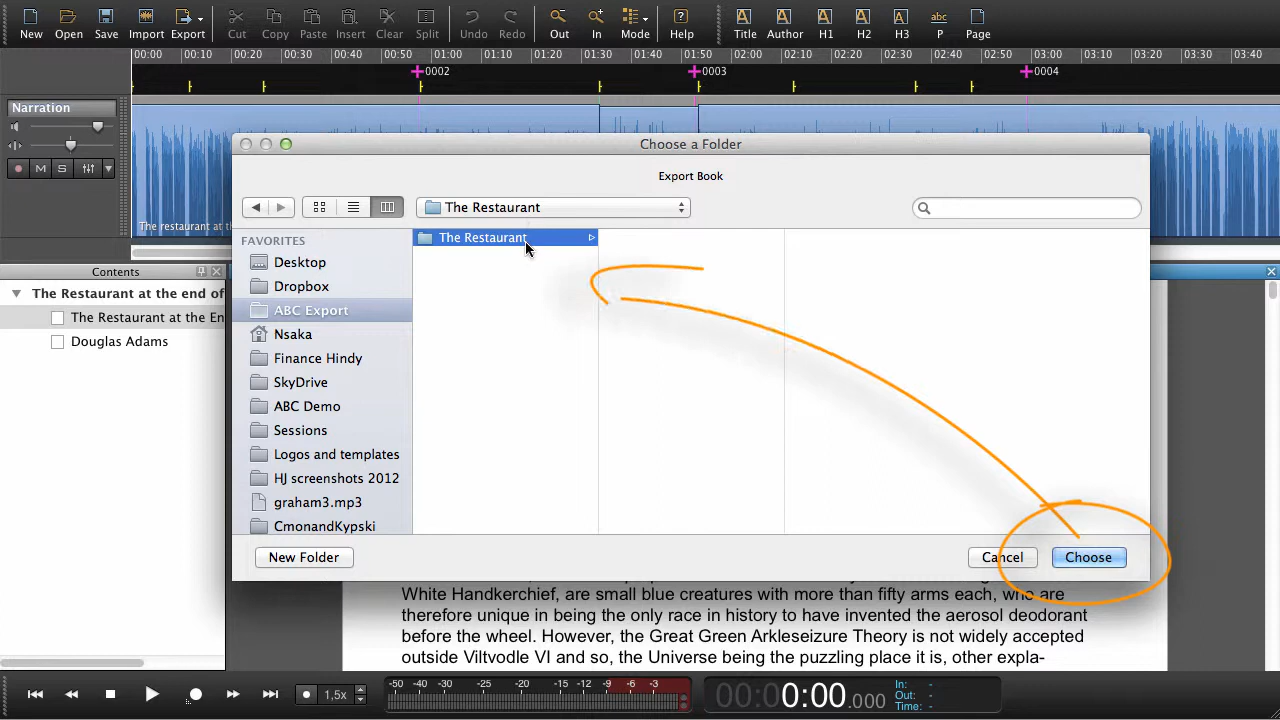 New Open Save Import Export Cut Copy Paste Insert Clear Split Undo Redo Out In Mode ? Help A Title A Author A H1 A H2 A H3 abc P Page
00:00 00:10 00:20 00:30 00:40 00:50 01:00 01:10 01:20 01:30 01:40 01:50 02:00 02:10 02:20 02:30 02:40 02:50 03:00 03:10 03:20 03:30 03:40
0002 0003 0004
Narration
M S
The restaurant
Choose a Folder
Export Book
The Restaurant
FAVORITES
Desktop
Dropbox
ABC Export
Nsaka
Finance Hindy
SkyDrive
ABC Demo
Sessions
Logos and templates
HJ screenshots 2012
graham3.mp3
CmonandKypski
The Restaurant
New Folder Cancel Choose
Contents
The Restaurant at the end of
The Restaurant at the En
Douglas Adams
White Handkerchief, are small blue creatures with more than fifty arms each, who are
therefore unique in being the only race in history to have invented the aerosol deodorant
before the wheel. However, the Great Green Arkleseizure Theory is not widely accepted
outside Viltvodle VI and so, the Universe being the puzzling place it is, other expla-
1,5x
-50 -40 -30 -20 -15 -12 -9 -6 -3
00:00:00.000
In: -
Out: -
Time: -